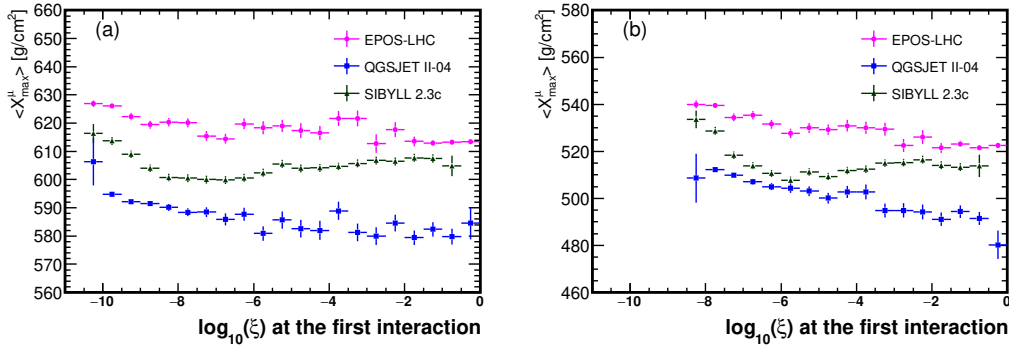 (a)
<X^μ_max> [g/cm²]
660
650
640
630
620
610
600
590
580
570
560
EPOS-LHC
QGSJET II-04
SIBYLL 2.3c
−10 −8 −6 −4 −2 0
log₁₀(ξ) at the first interaction
(b)
<X^μ_max> [g/cm²]
580
560
540
520
500
480
460
EPOS-LHC
QGSJET II-04
SIBYLL 2.3c
−10 −8 −6 −4 −2 0
log₁₀(ξ) at the first interaction